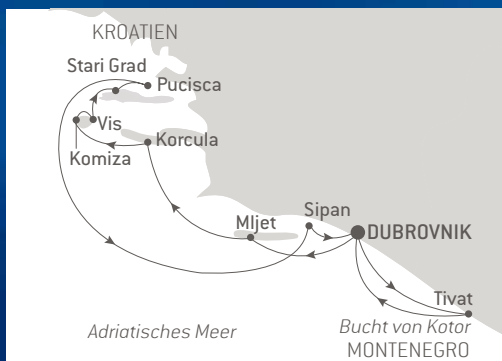 KROATIEN
Stari Grad
Pucisca
Vis
Korcula
Komiza
Sipan
Mljet
DUBROVNIK
Tivat
Adriatisches Meer
Bucht von Kotor
MONTENEGRO